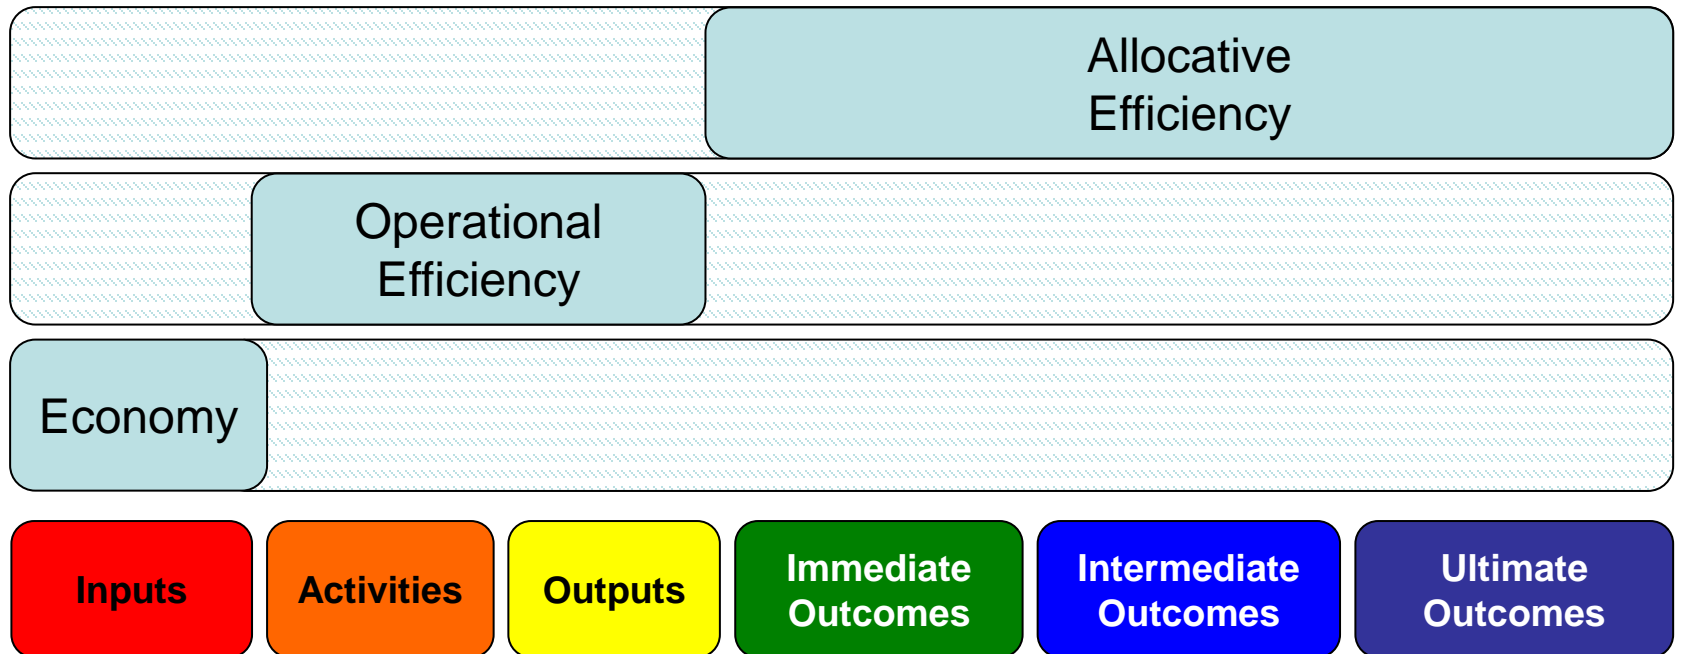 Allocative
Efficiency
Operational
Efficiency
Economy
Inputs
Activities
Outputs
Immediate
Outcomes
Intermediate
Outcomes
Ultimate
Outcomes